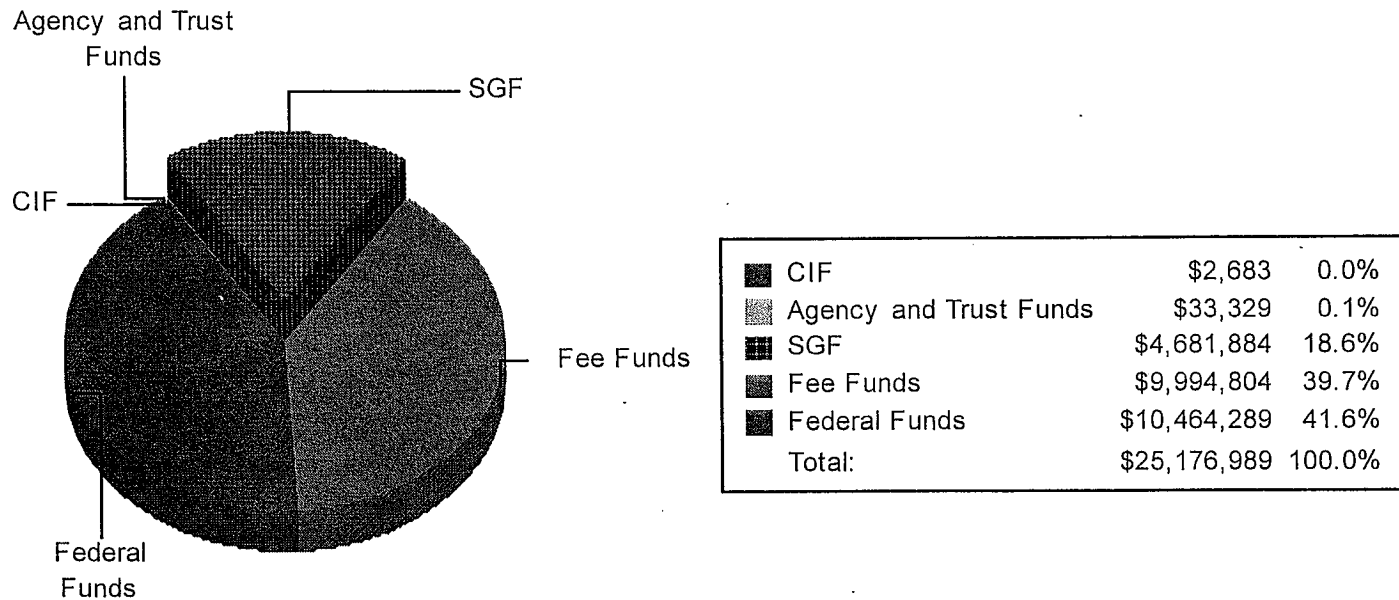 Agency and Trust
Funds
SGF
CIF
Fee Funds
Federal
Funds
CIF $2,683 0.0%
Agency and Trust Funds $33,329 0.1%
SGF $4,681,884 18.6%
Fee Funds $9,994,804 39.7%
Federal Funds $10,464,289 41.6%
Total: $25,176,989 100.0%